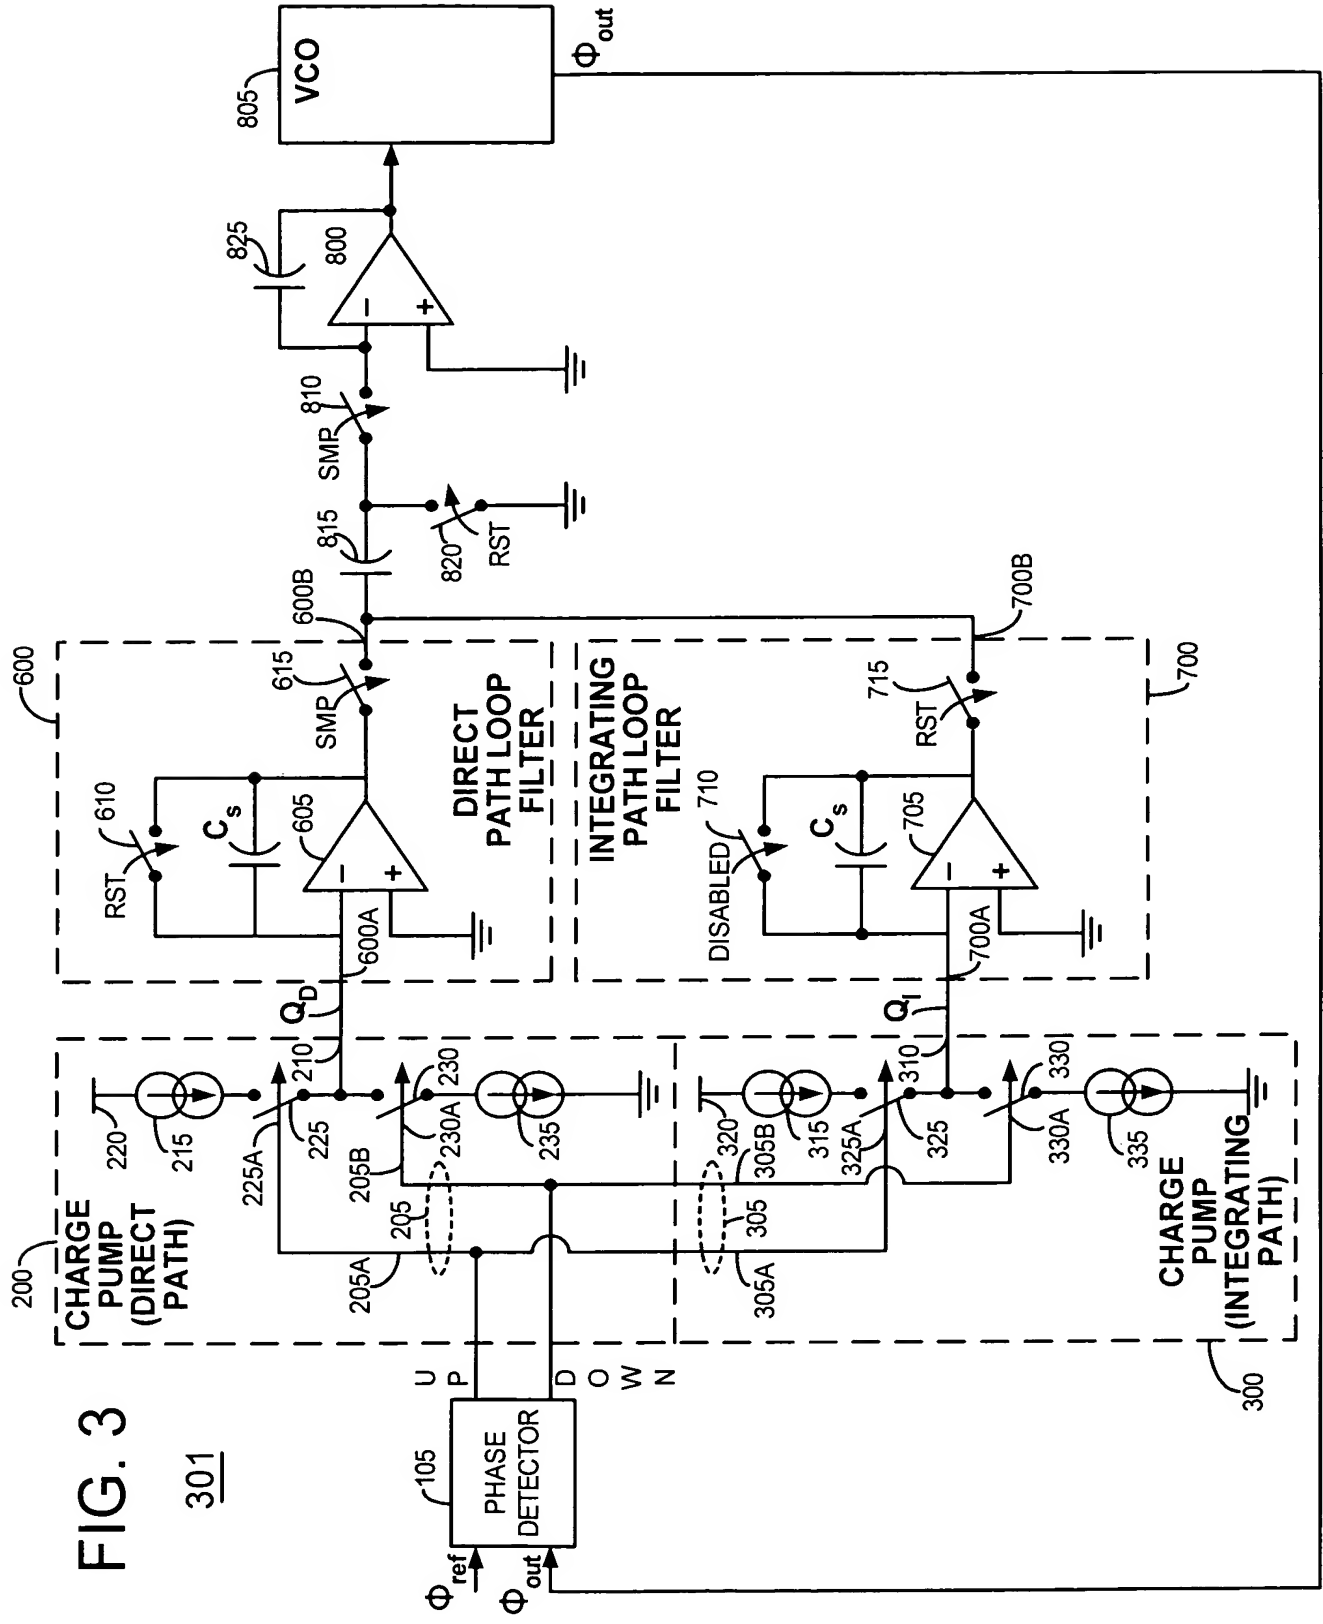 FIG. 3
301
Φref
Φout
105
PHASE
DETECTOR
UP
DOWN
200
CHARGE
PUMP
(DIRECT
PATH)
205A
205
205B
225A
220
215
225
210
230
230A
235
QD
300
CHARGE
PUMP
(INTEGRATING
PATH)
305A
305
305B
320
315
325A
325
310
330
330A
335
QI
600
600A
RST
610
Cs
605
−
+
SMP
615
600B
DIRECT
PATH LOOP
FILTER
700
700A
DISABLED
710
Cs
705
−
+
RST
715
700B
INTEGRATING
PATH LOOP
FILTER
815
820
RST
SMP
810
825
800
−
+
805
VCO
Φout